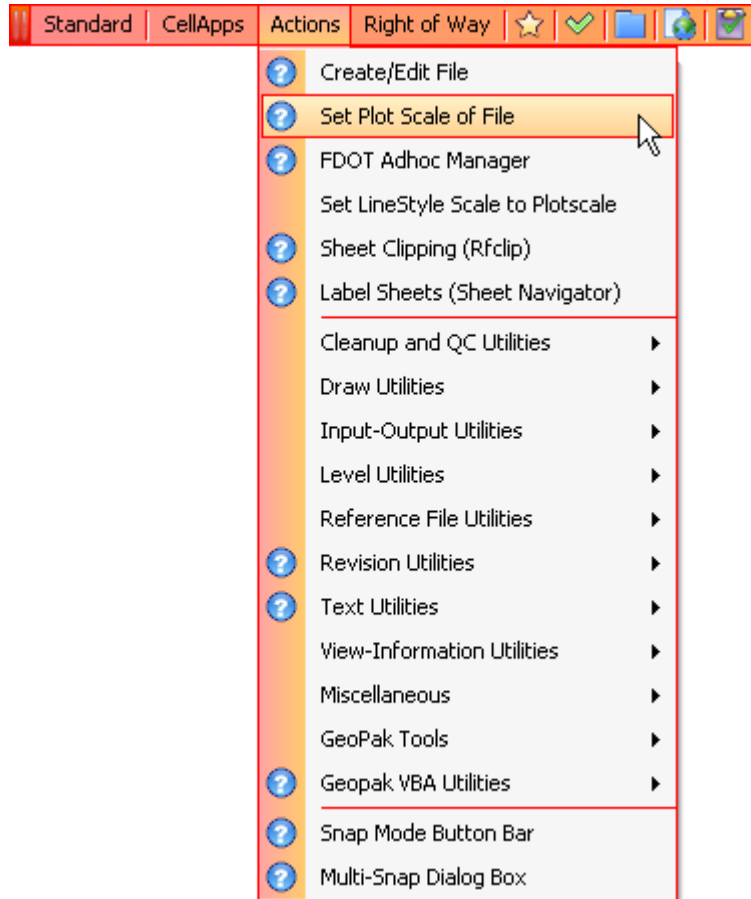 Standard CellApps Actions Right of Way
Create/Edit File
Set Plot Scale of File
FDOT Adhoc Manager
Set LineStyle Scale to Plotscale
Sheet Clipping (Rfclip)
Label Sheets (Sheet Navigator)
Cleanup and QC Utilities
Draw Utilities
Input-Output Utilities
Level Utilities
Reference File Utilities
Revision Utilities
Text Utilities
View-Information Utilities
Miscellaneous
GeoPak Tools
Geopak VBA Utilities
Snap Mode Button Bar
Multi-Snap Dialog Box